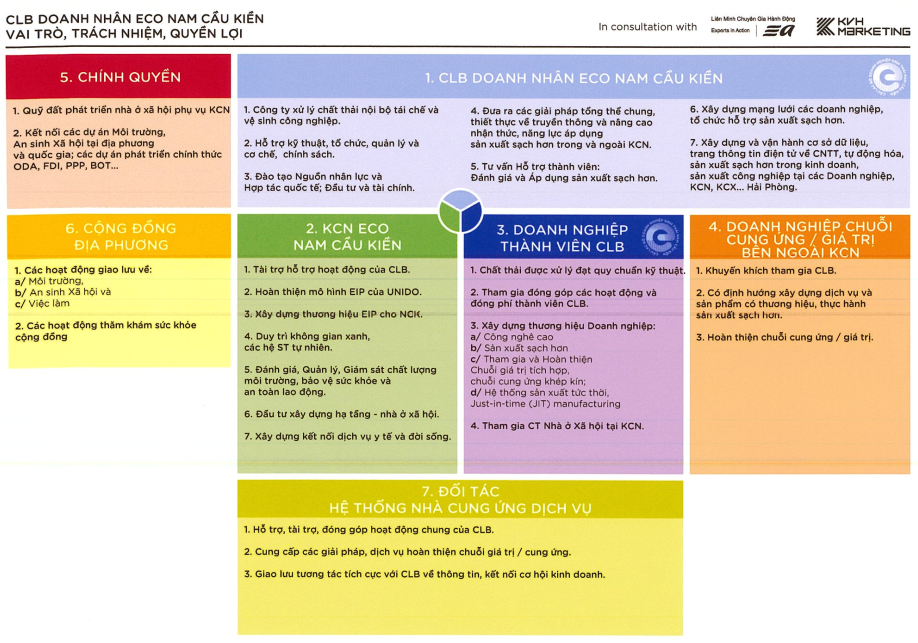 CLB DOANH NHÂN ECO NAM CẦU KIỀN
VAI TRÒ, TRÁCH NHIỆM, QUYỀN LỢI
In consultation with
Liên Minh Chuyên Gia Hành Động
Experts in Action
KVH
MARKETING
5. CHÍNH QUYỀN
1. Quỹ đất phát triển nhà ở xã hội phụ vụ KCN
2. Kết nối các dự án Môi trường,
An sinh Xã hội tại địa phương
và quốc gia; các dự án phát triển chính thức
ODA, FDI, PPP, BOT...
1. CLB DOANH NHÂN ECO NAM CẦU KIỀN
1. Công ty xử lý chất thải nội bộ tái chế và
vệ sinh công nghiệp.
2. Hỗ trợ kỹ thuật, tổ chức, quản lý và
cơ chế, chính sách.
3. Đào tạo Nguồn nhân lực và
Hợp tác quốc tế; Đầu tư và tài chính.
4. Đưa ra các giải pháp tổng thể chung,
thiết thực về truyền thông và nâng cao
nhận thức, năng lực áp dụng
sản xuất sạch hơn trong và ngoài KCN.
5. Tư vấn Hỗ trợ thành viên:
Đánh giá và Áp dụng sản xuất sạch hơn.
6. Xây dựng mạng lưới các doanh nghiệp,
tổ chức hỗ trợ sản xuất sạch hơn.
7. Xây dựng và vận hành cơ sở dữ liệu,
trang thông tin điện tử về CNTT, tự động hóa,
sản xuất sạch hơn trong kinh doanh,
sản xuất công nghiệp tại các Doanh nghiệp,
KCN, KCX... Hải Phòng.
6. CỘNG ĐỒNG
ĐỊA PHƯƠNG
1. Các hoạt động giao lưu về:
a/ Môi trường,
b/ An sinh Xã hội và
c/ Việc làm
2. Các hoạt động thăm khám sức khỏe
cộng đồng
2. KCN ECO
NAM CẦU KIỀN
1. Tài trợ hỗ trợ hoạt động của CLB.
2. Hoàn thiện mô hình EIP của UNIDO.
3. Xây dựng thương hiệu EIP cho NCK.
4. Duy trì không gian xanh,
các hệ ST tự nhiên.
5. Đánh giá, Quản lý, Giám sát chất lượng
môi trường, bảo vệ sức khỏe và
an toàn lao động.
6. Đầu tư xây dựng hạ tầng - nhà ở xã hội.
7. Xây dựng kết nối dịch vụ y tế và đời sống.
3. DOANH NGHIỆP
THÀNH VIÊN CLB
1. Chất thải được xử lý đạt quy chuẩn kỹ thuật.
2. Tham gia đóng góp các hoạt động và
đóng phí thành viên CLB.
3. Xây dựng thương hiệu Doanh nghiệp:
a/ Công nghệ cao
b/ Sản xuất sạch hơn
c/ Tham gia và Hoàn thiện
Chuỗi giá trị tích hợp,
chuỗi cung ứng khép kín;
d/ Hệ thống sản xuất tức thời,
Just-in-time (JIT) manufacturing
4. Tham gia CT Nhà ở Xã hội tại KCN.
4. DOANH NGHIỆP CHUỖI
CUNG ỨNG / GIÁ TRỊ
BÊN NGOÀI KCN
1. Khuyến khích tham gia CLB.
2. Có định hướng xây dựng dịch vụ và
sản phẩm có thương hiệu, thực hành
sản xuất sạch hơn.
3. Hoàn thiện chuỗi cung ứng / giá trị.
7. ĐỐI TÁC
HỆ THỐNG NHÀ CUNG ỨNG DỊCH VỤ
1. Hỗ trợ, tài trợ, đóng góp hoạt động chung của CLB.
2. Cung cấp các giải pháp, dịch vụ hoàn thiện chuỗi giá trị / cung ứng.
3. Giao lưu tương tác tích cực với CLB về thông tin, kết nối cơ hội kinh doanh.